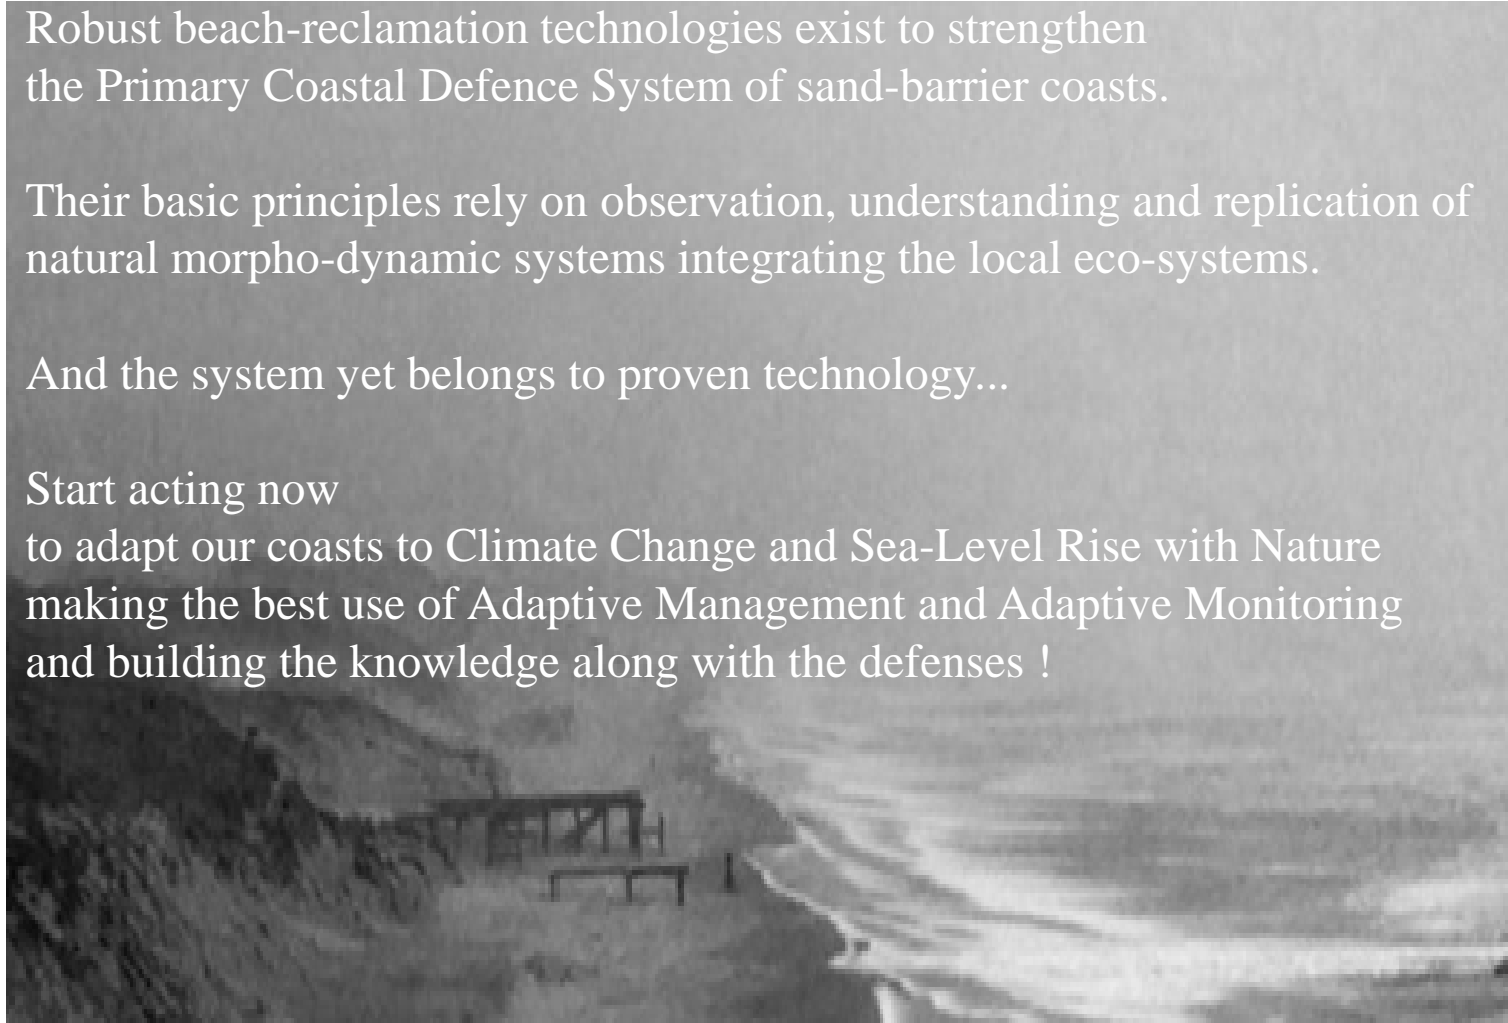 Robust beach-reclamation technologies exist to strengthen
the Primary Coastal Defence System of sand-barrier coasts.
Their basic principles rely on observation, understanding and replication of
natural morpho-dynamic systems integrating the local eco-systems.
And the system yet belongs to proven technology...
Start acting now
to adapt our coasts to Climate Change and Sea-Level Rise with Nature
making the best use of Adaptive Management and Adaptive Monitoring
and building the knowledge along with the defenses !